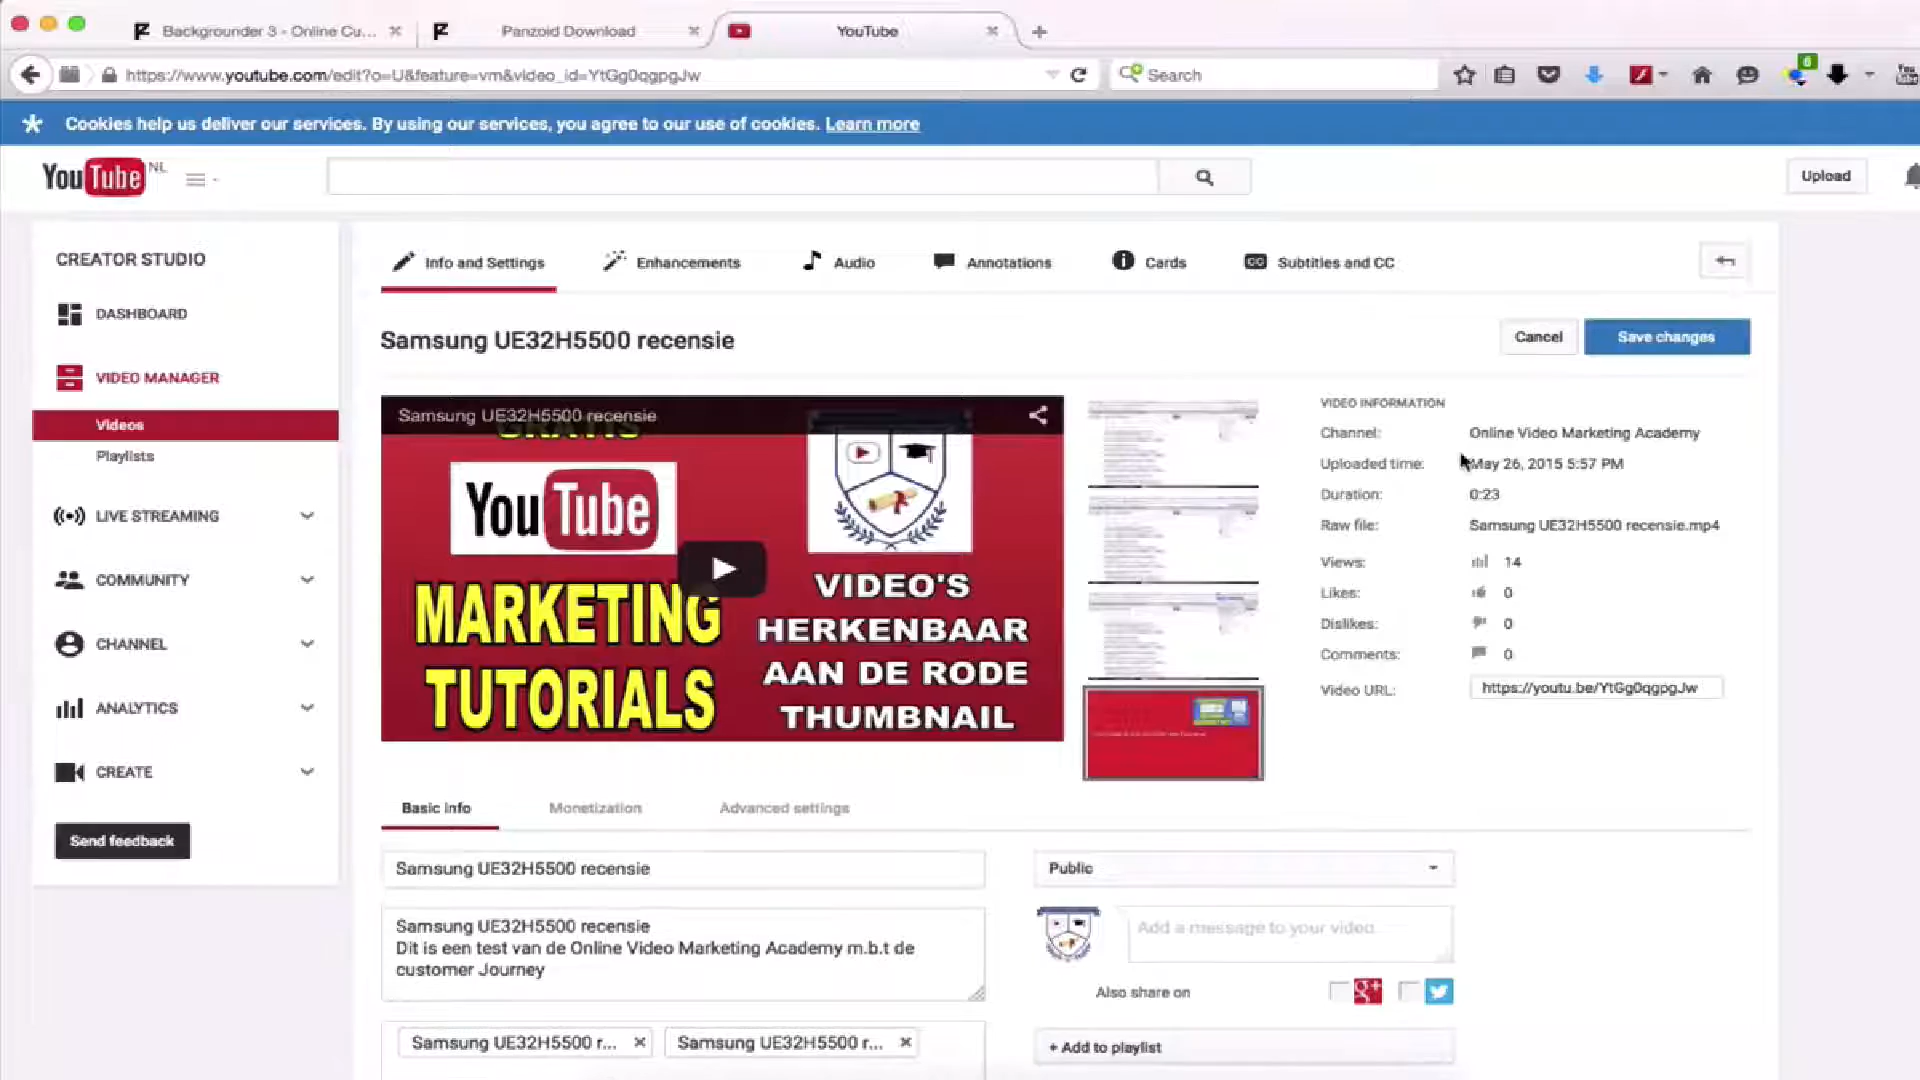 Backgrounder 3 - Online Cu...
Panzoid Download
YouTube
https://www.youtube.com/edit?o=U&feature=vm&video_id=YtGg0qgpgJw
Search
6
You
Cookies help us deliver our services. By using our services, you agree to our use of cookies. Learn more
YouTube NL
Upload
CREATOR STUDIO
DASHBOARD
VIDEO MANAGER
Videos
Playlists
LIVE STREAMING
COMMUNITY
CHANNEL
ANALYTICS
CREATE
Send feedback
Info and Settings
Enhancements
Audio
Annotations
Cards
CC Subtitles and CC
Samsung UE32H5500 recensie
Cancel
Save changes
Samsung UE32H5500 recensie
GRATIS
YouTube
MARKETING
TUTORIALS
VIDEO'S
HERKENBAAR
AAN DE RODE
THUMBNAIL
VIDEO INFORMATION
Channel: Online Video Marketing Academy
Uploaded time: May 26, 2015 5:57 PM
Duration: 0:23
Raw file: Samsung UE32H5500 recensie.mp4
Views: 14
Likes: 0
Dislikes: 0
Comments: 0
Video URL: https://youtu.be/YtGg0qgpgJw
Basic info
Monetization
Advanced settings
Samsung UE32H5500 recensie
Samsung UE32H5500 recensie
Dit is een test van de Online Video Marketing Academy m.b.t de
customer Journey
Samsung UE32H5500 r... ×
Samsung UE32H5500 r... ×
Public
Add a message to your video
Also share on
g+
+ Add to playlist